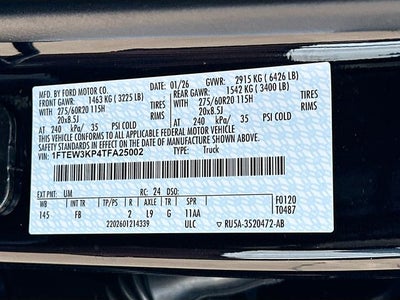 MFD. BY FORD MOTOR CO. 01/26 GVWR: 2915 KG ( 6426 LB)
FRONT GAWR: 1463 KG ( 3225 LB) REAR GAWR: 1542 KG ( 3400 LB)
275/60R20 115H TIRES 275/60R20 115H TIRES
20x8.5J RIMS 20x8.5J RIMS
AT 240 kPa/ 35 PSI COLD AT 240 kPa/ 35 PSI COLD
THIS VEHICLE CONFORMS TO ALL APPLICABLE FEDERAL MOTOR VEHICLE
SAFETY STANDARDS IN EFFECT ON THE DATE OF MANUFACTURE SHOWN ABOVE.
VIN: 1FTEW3KP4TFA25002
TYPE: Truck
EXT PNT: UM RC: 24 DSO: F0120
WB INT TR TP/PS R AXLE TR SPR T0487
145 FB 2 L9 G 11AA
2202601214339 ULC RU5A-3520472-AB